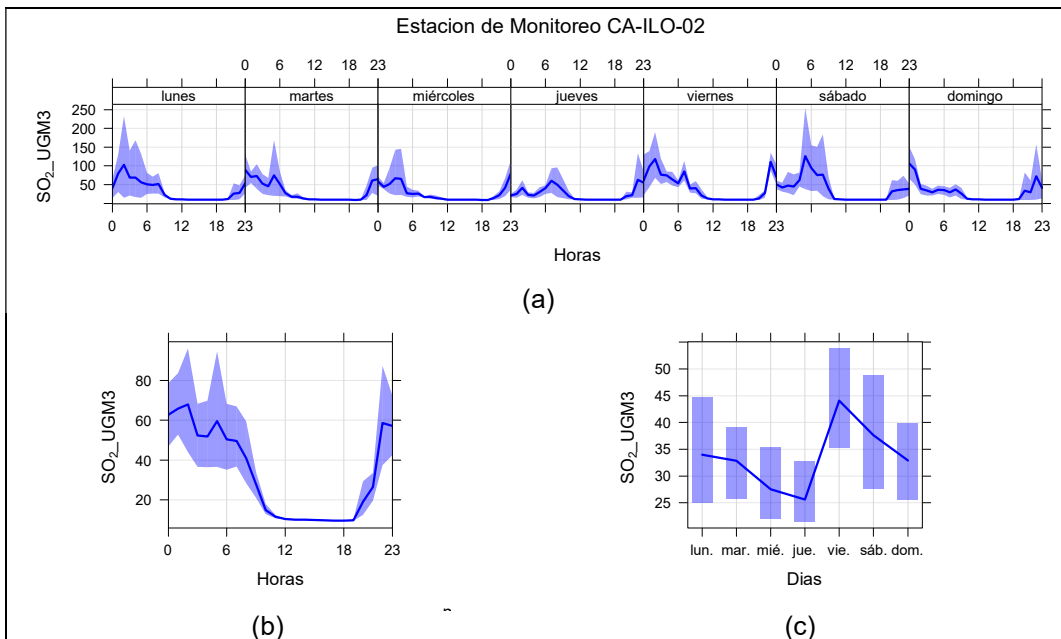 Estacion de Monitoreo CA-ILO-02
0 6 12 18 23 0 6 12 18 23 0 6 12 18 23
lunes martes miércoles jueves viernes sábado domingo
250
200
150
100
50
SO2_UGM3
0 6 12 18 23 0 6 12 18 23 0 6 12 18 23 0 6 12 18 23
Horas
(a)
80
60
40
20
SO2_UGM3
0 6 12 18 23
Horas
(b)
50
45
40
35
30
25
SO2_UGM3
lun. mar. mié. jue. vie. sáb. dom.
Dias
(c)